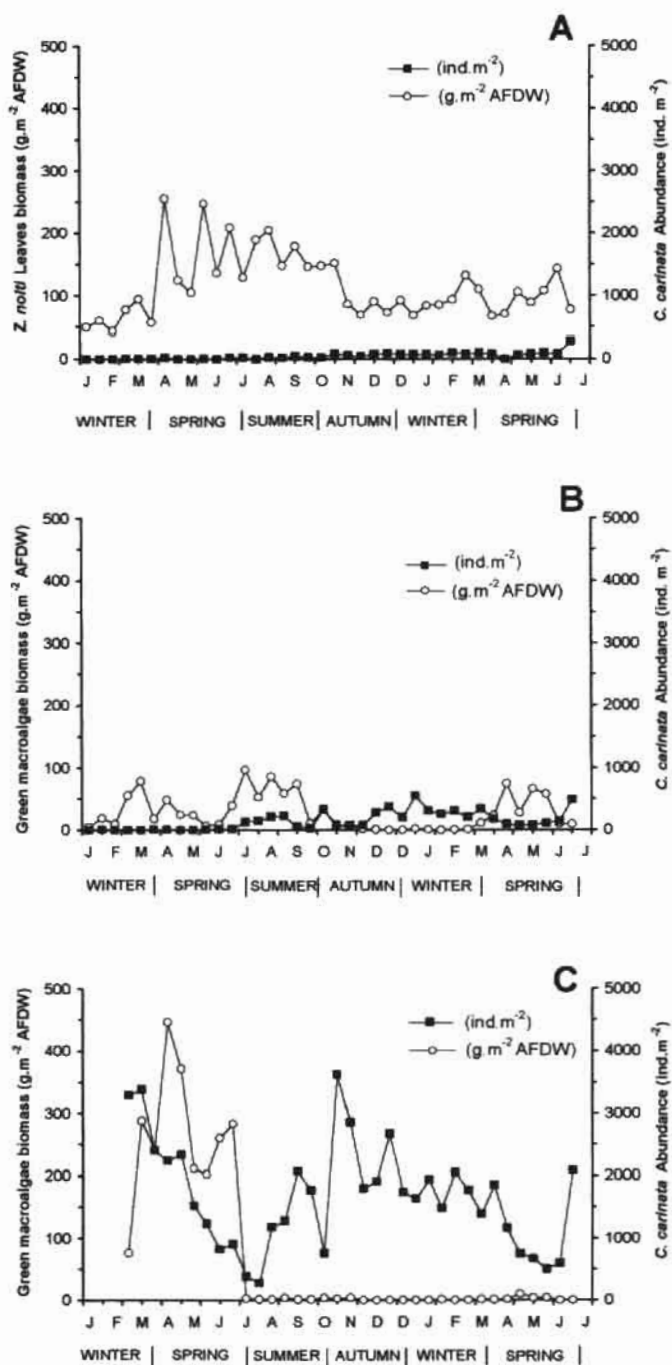 A
500
400
300
200
100
0
Z. nolti Leaves biomass (g.m-2 AFDW)
(ind.m-2)
(g.m-2 AFDW)
5000
4000
3000
2000
1000
0
C. carinata Abundance (ind. m-2)
J F M A M J J A S O N D D J F M A M J J
WINTER | SPRING | SUMMER | AUTUMN | WINTER | SPRING |
B
500
400
300
200
100
0
Green macroalgae biomass (g.m-2 AFDW)
(ind.m-2)
(g.m-2 AFDW)
5000
4000
3000
2000
1000
0
C. carinata Abundance (ind. m-2)
J F M A M J J A S O N D D J F M A M J J
WINTER | SPRING | SUMMER | AUTUMN | WINTER | SPRING |
C
500
400
300
200
100
0
Green macroalgae biomass (g.m-2 AFDW)
(ind.m-2)
(g.m-2 AFDW)
5000
4000
3000
2000
1000
0
C. carinata Abundance (ind.m-2)
J F M A M J J A S O N D D J F M A M J J
WINTER | SPRING | SUMMER | AUTUMN | WINTER | SPRING |